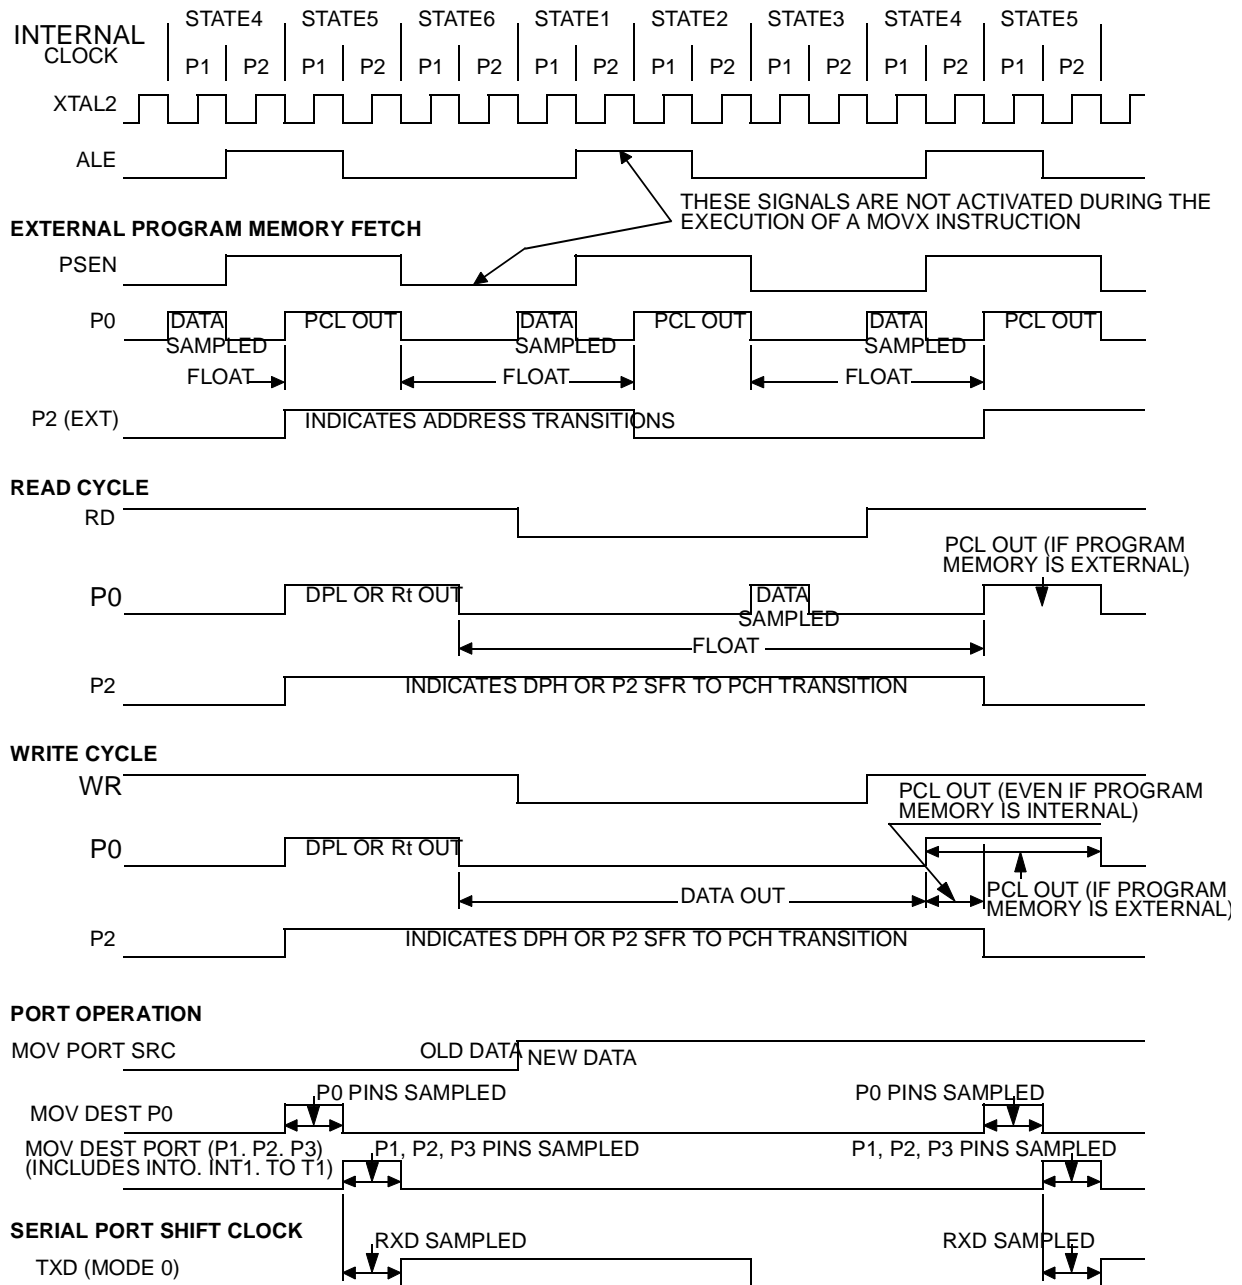 INTERNAL CLOCK
STATE4 STATE5 STATE6 STATE1 STATE2 STATE3 STATE4 STATE5
P1 P2 P1 P2 P1 P2 P1 P2 P1 P2 P1 P2 P1 P2 P1 P2
XTAL2
ALE
THESE SIGNALS ARE NOT ACTIVATED DURING THE
EXECUTION OF A MOVX INSTRUCTION
EXTERNAL PROGRAM MEMORY FETCH
PSEN
P0 DATA PCL OUT DATA PCL OUT DATA PCL OUT
SAMPLED SAMPLED SAMPLED
FLOAT FLOAT FLOAT
P2 (EXT) INDICATES ADDRESS TRANSITIONS
READ CYCLE
RD
PCL OUT (IF PROGRAM
MEMORY IS EXTERNAL)
P0 DPL OR Rt OUT DATA
SAMPLED
FLOAT
P2 INDICATES DPH OR P2 SFR TO PCH TRANSITION
WRITE CYCLE
WR
PCL OUT (EVEN IF PROGRAM
MEMORY IS INTERNAL)
P0 DPL OR Rt OUT
DATA OUT
PCL OUT (IF PROGRAM
MEMORY IS EXTERNAL)
P2 INDICATES DPH OR P2 SFR TO PCH TRANSITION
PORT OPERATION
MOV PORT SRC OLD DATA NEW DATA
P0 PINS SAMPLED P0 PINS SAMPLED
MOV DEST P0
MOV DEST PORT (P1. P2. P3) P1, P2, P3 PINS SAMPLED P1, P2, P3 PINS SAMPLED
(INCLUDES INTO. INT1. TO T1)
SERIAL PORT SHIFT CLOCK
RXD SAMPLED RXD SAMPLED
TXD (MODE 0)